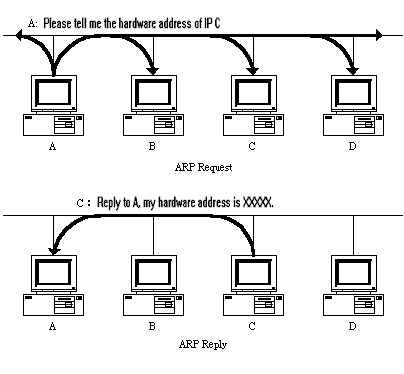 A: Please tell me the hardware address of IP C
A B C D
ARP Request
C : Reply to A, my hardware address is XXXXX.
A B C D
ARP Reply